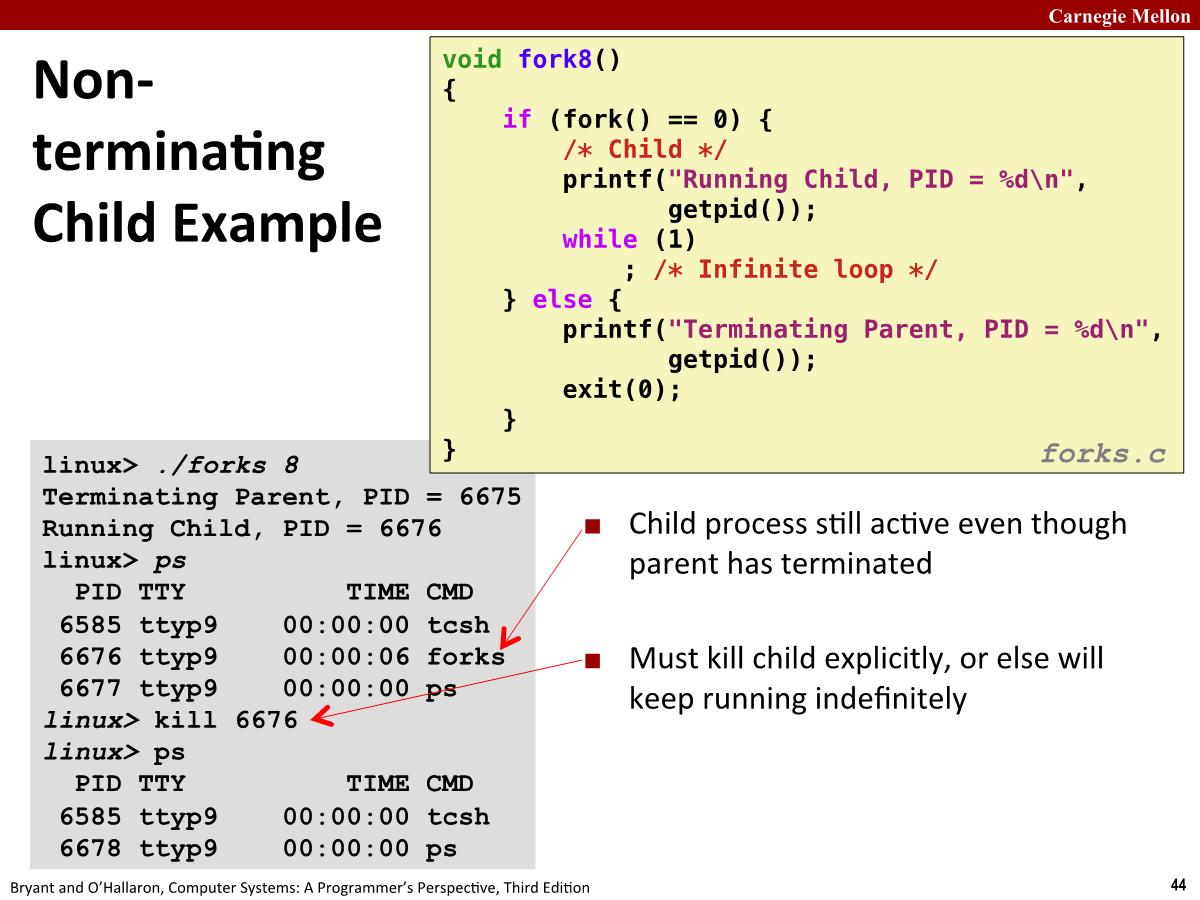 Carnegie Mellon
Non-
terminating
Child Example
void fork8()
{
    if (fork() == 0) {
        /* Child */
        printf("Running Child, PID = %d\n",
               getpid());
        while (1)
            ; /* Infinite loop */
    } else {
        printf("Terminating Parent, PID = %d\n",
               getpid());
        exit(0);
    }
}
forks.c
linux> ./forks 8
Terminating Parent, PID = 6675
Running Child, PID = 6676
linux> ps
  PID TTY          TIME CMD
 6585 ttyp9    00:00:00 tcsh
 6676 ttyp9    00:00:06 forks
 6677 ttyp9    00:00:00 ps
linux> kill 6676
linux> ps
  PID TTY          TIME CMD
 6585 ttyp9    00:00:00 tcsh
 6678 ttyp9    00:00:00 ps
Child process still active even though
parent has terminated
Must kill child explicitly, or else will
keep running indefinitely
Bryant and O'Hallaron, Computer Systems: A Programmer's Perspective, Third Edition
44